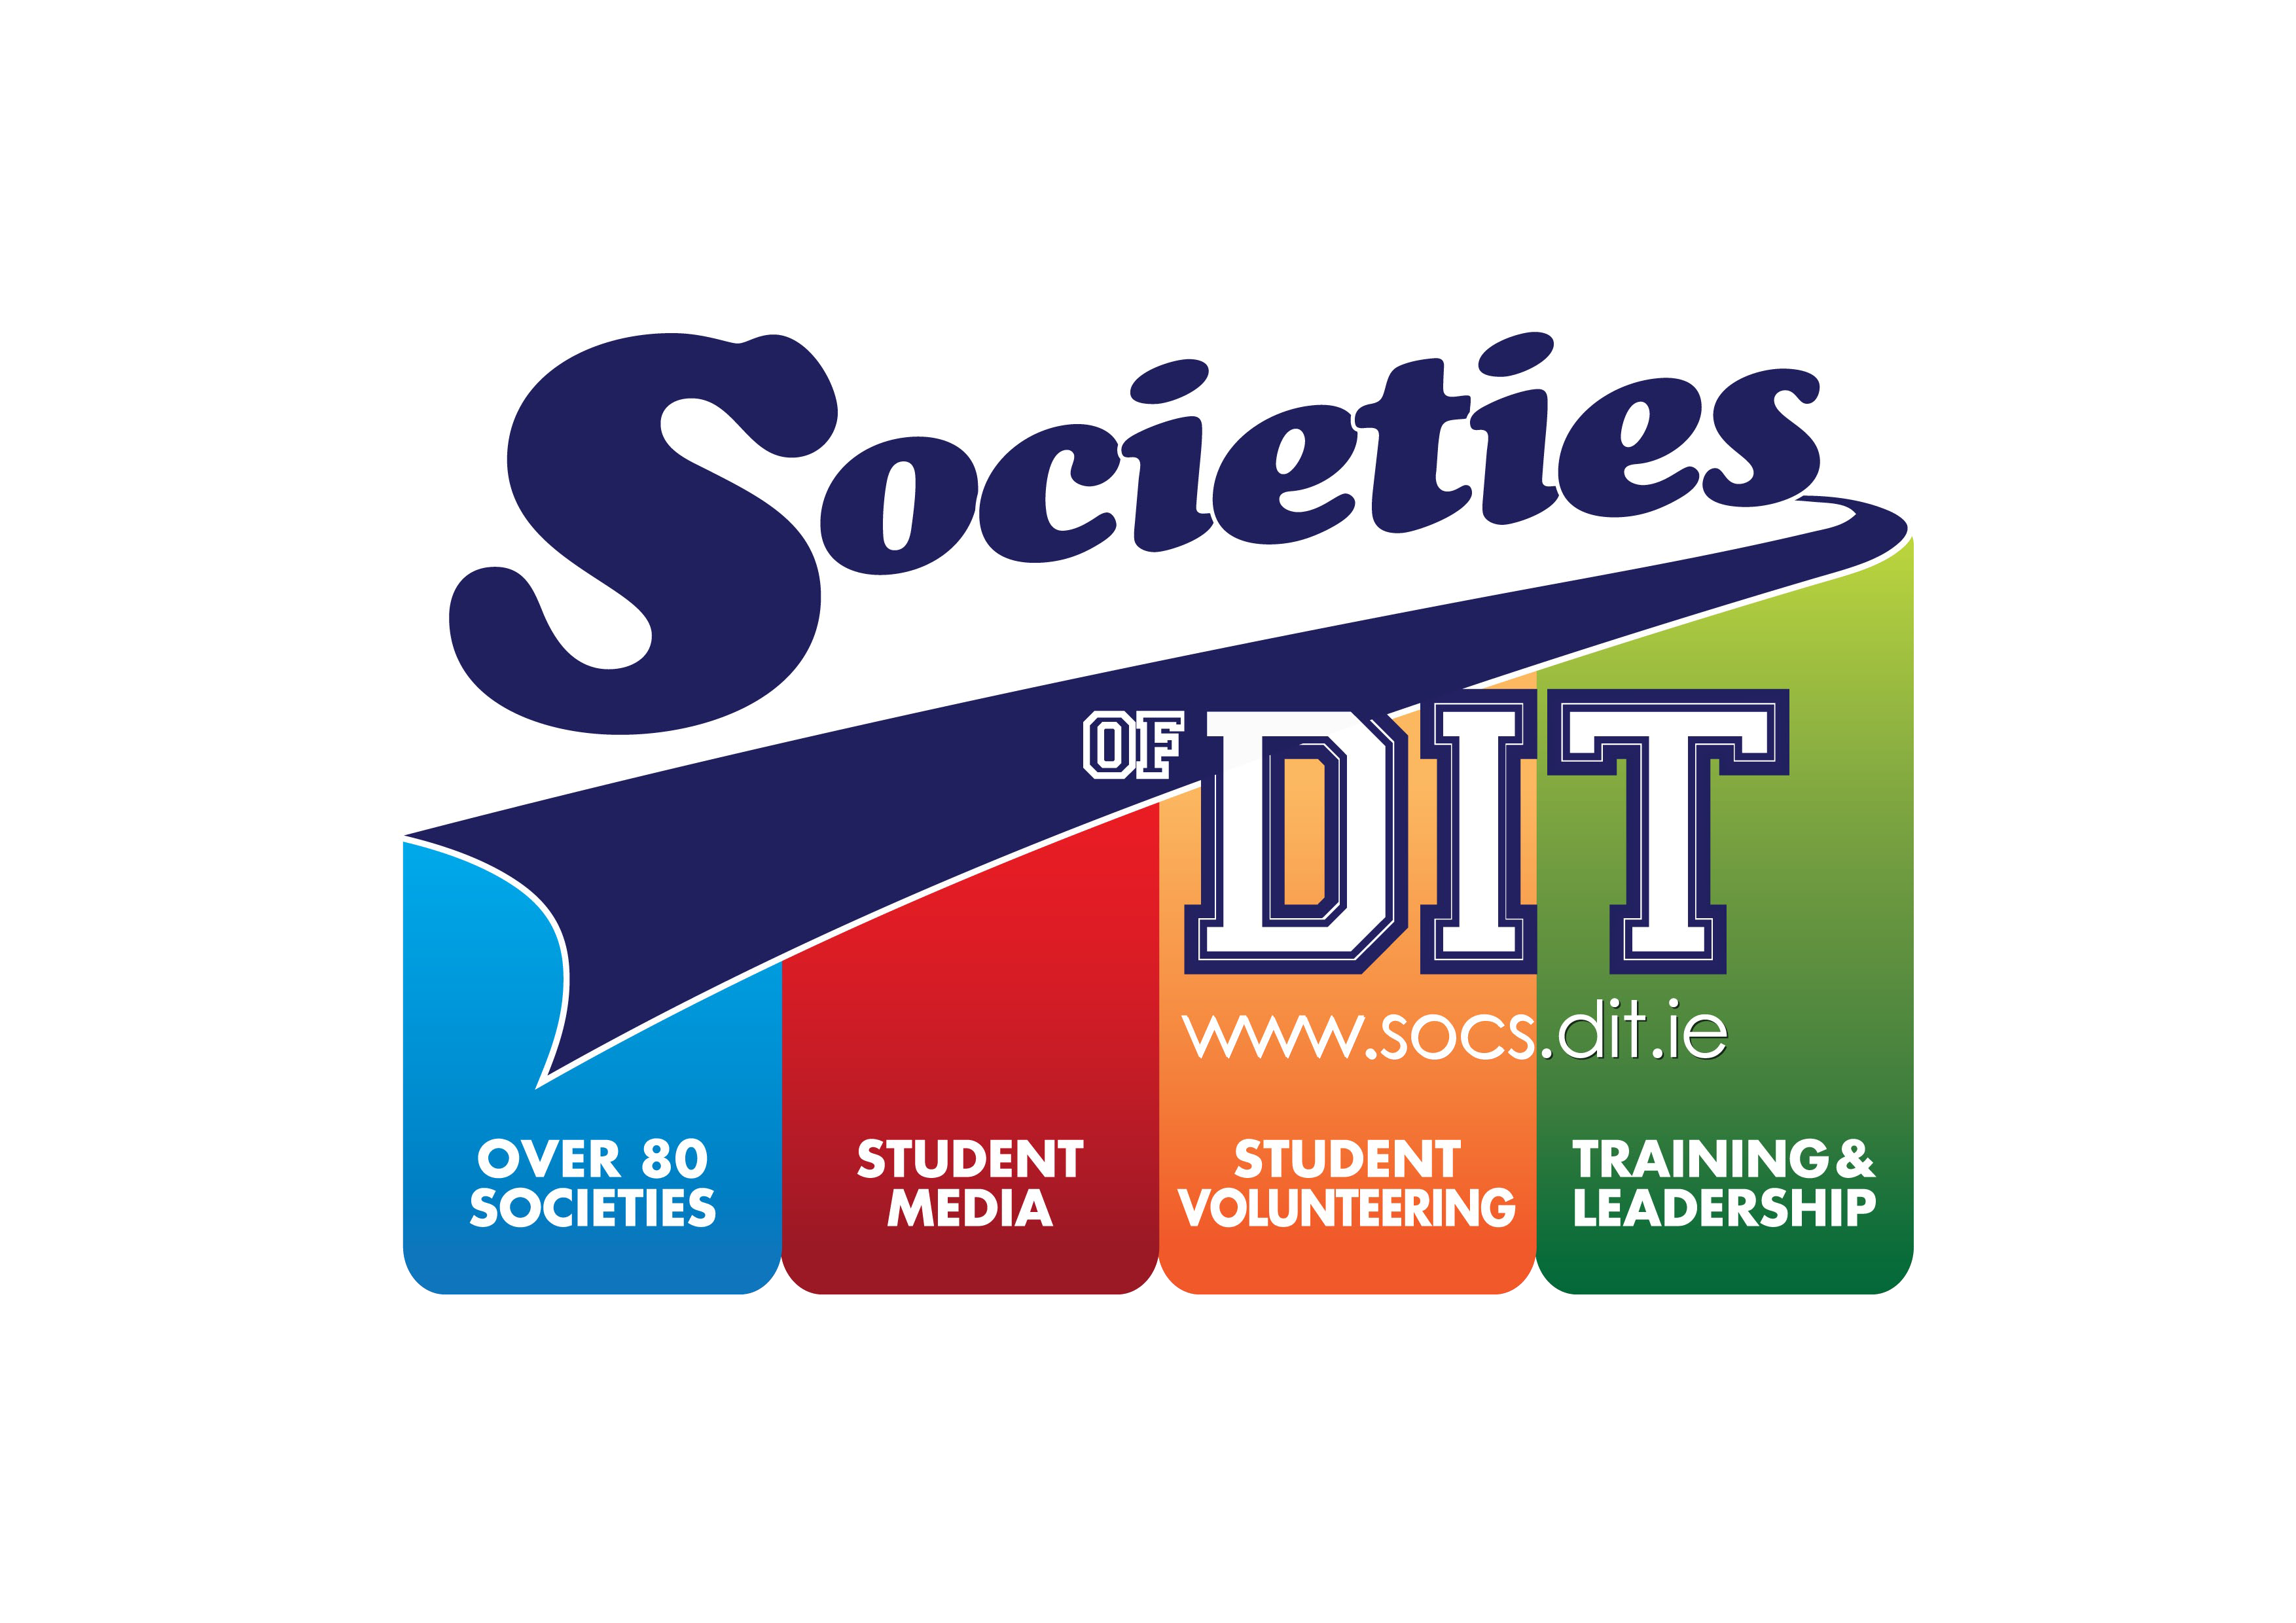 Societies
OF DIT
www.socs.dit.ie
OVER 80
SOCIETIES
STUDENT
MEDIA
STUDENT
VOLUNTEERING
TRAINING &
LEADERSHIP